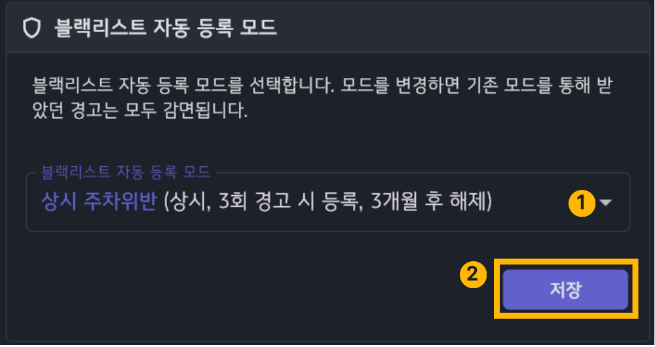 블랙리스트 자동 등록 모드
블랙리스트 자동 등록 모드를 선택합니다. 모드를 변경하면 기존 모드를 통해 받
았던 경고는 모두 감면됩니다.
블랙리스트 자동 등록 모드
상시 주차위반 (상시, 3회 경고 시 등록, 3개월 후 해제) 1
2 저장